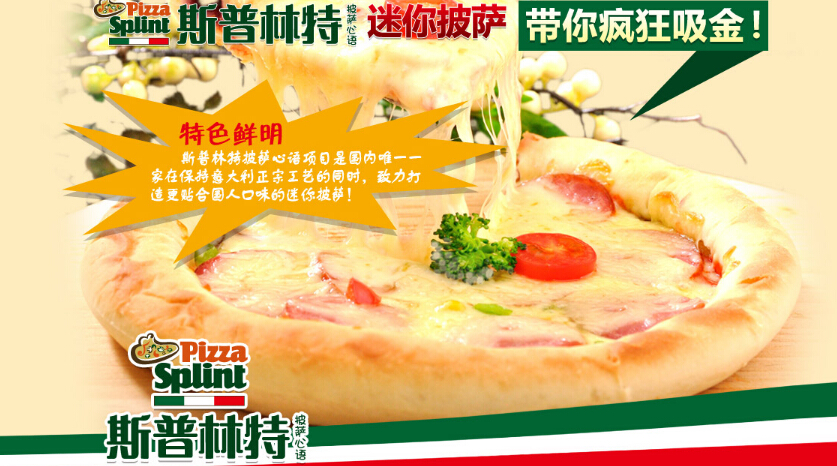 Pizza
Splint
斯普林特
披萨心语
迷你披萨
带你疯狂吸金！
特色鲜明
斯普林特披萨心语项目是国内唯一一
家在保持意大利正宗工艺的同时，致力打
造更贴合国人口味的迷你披萨！
Pizza
Splint
斯普林特
披萨心语